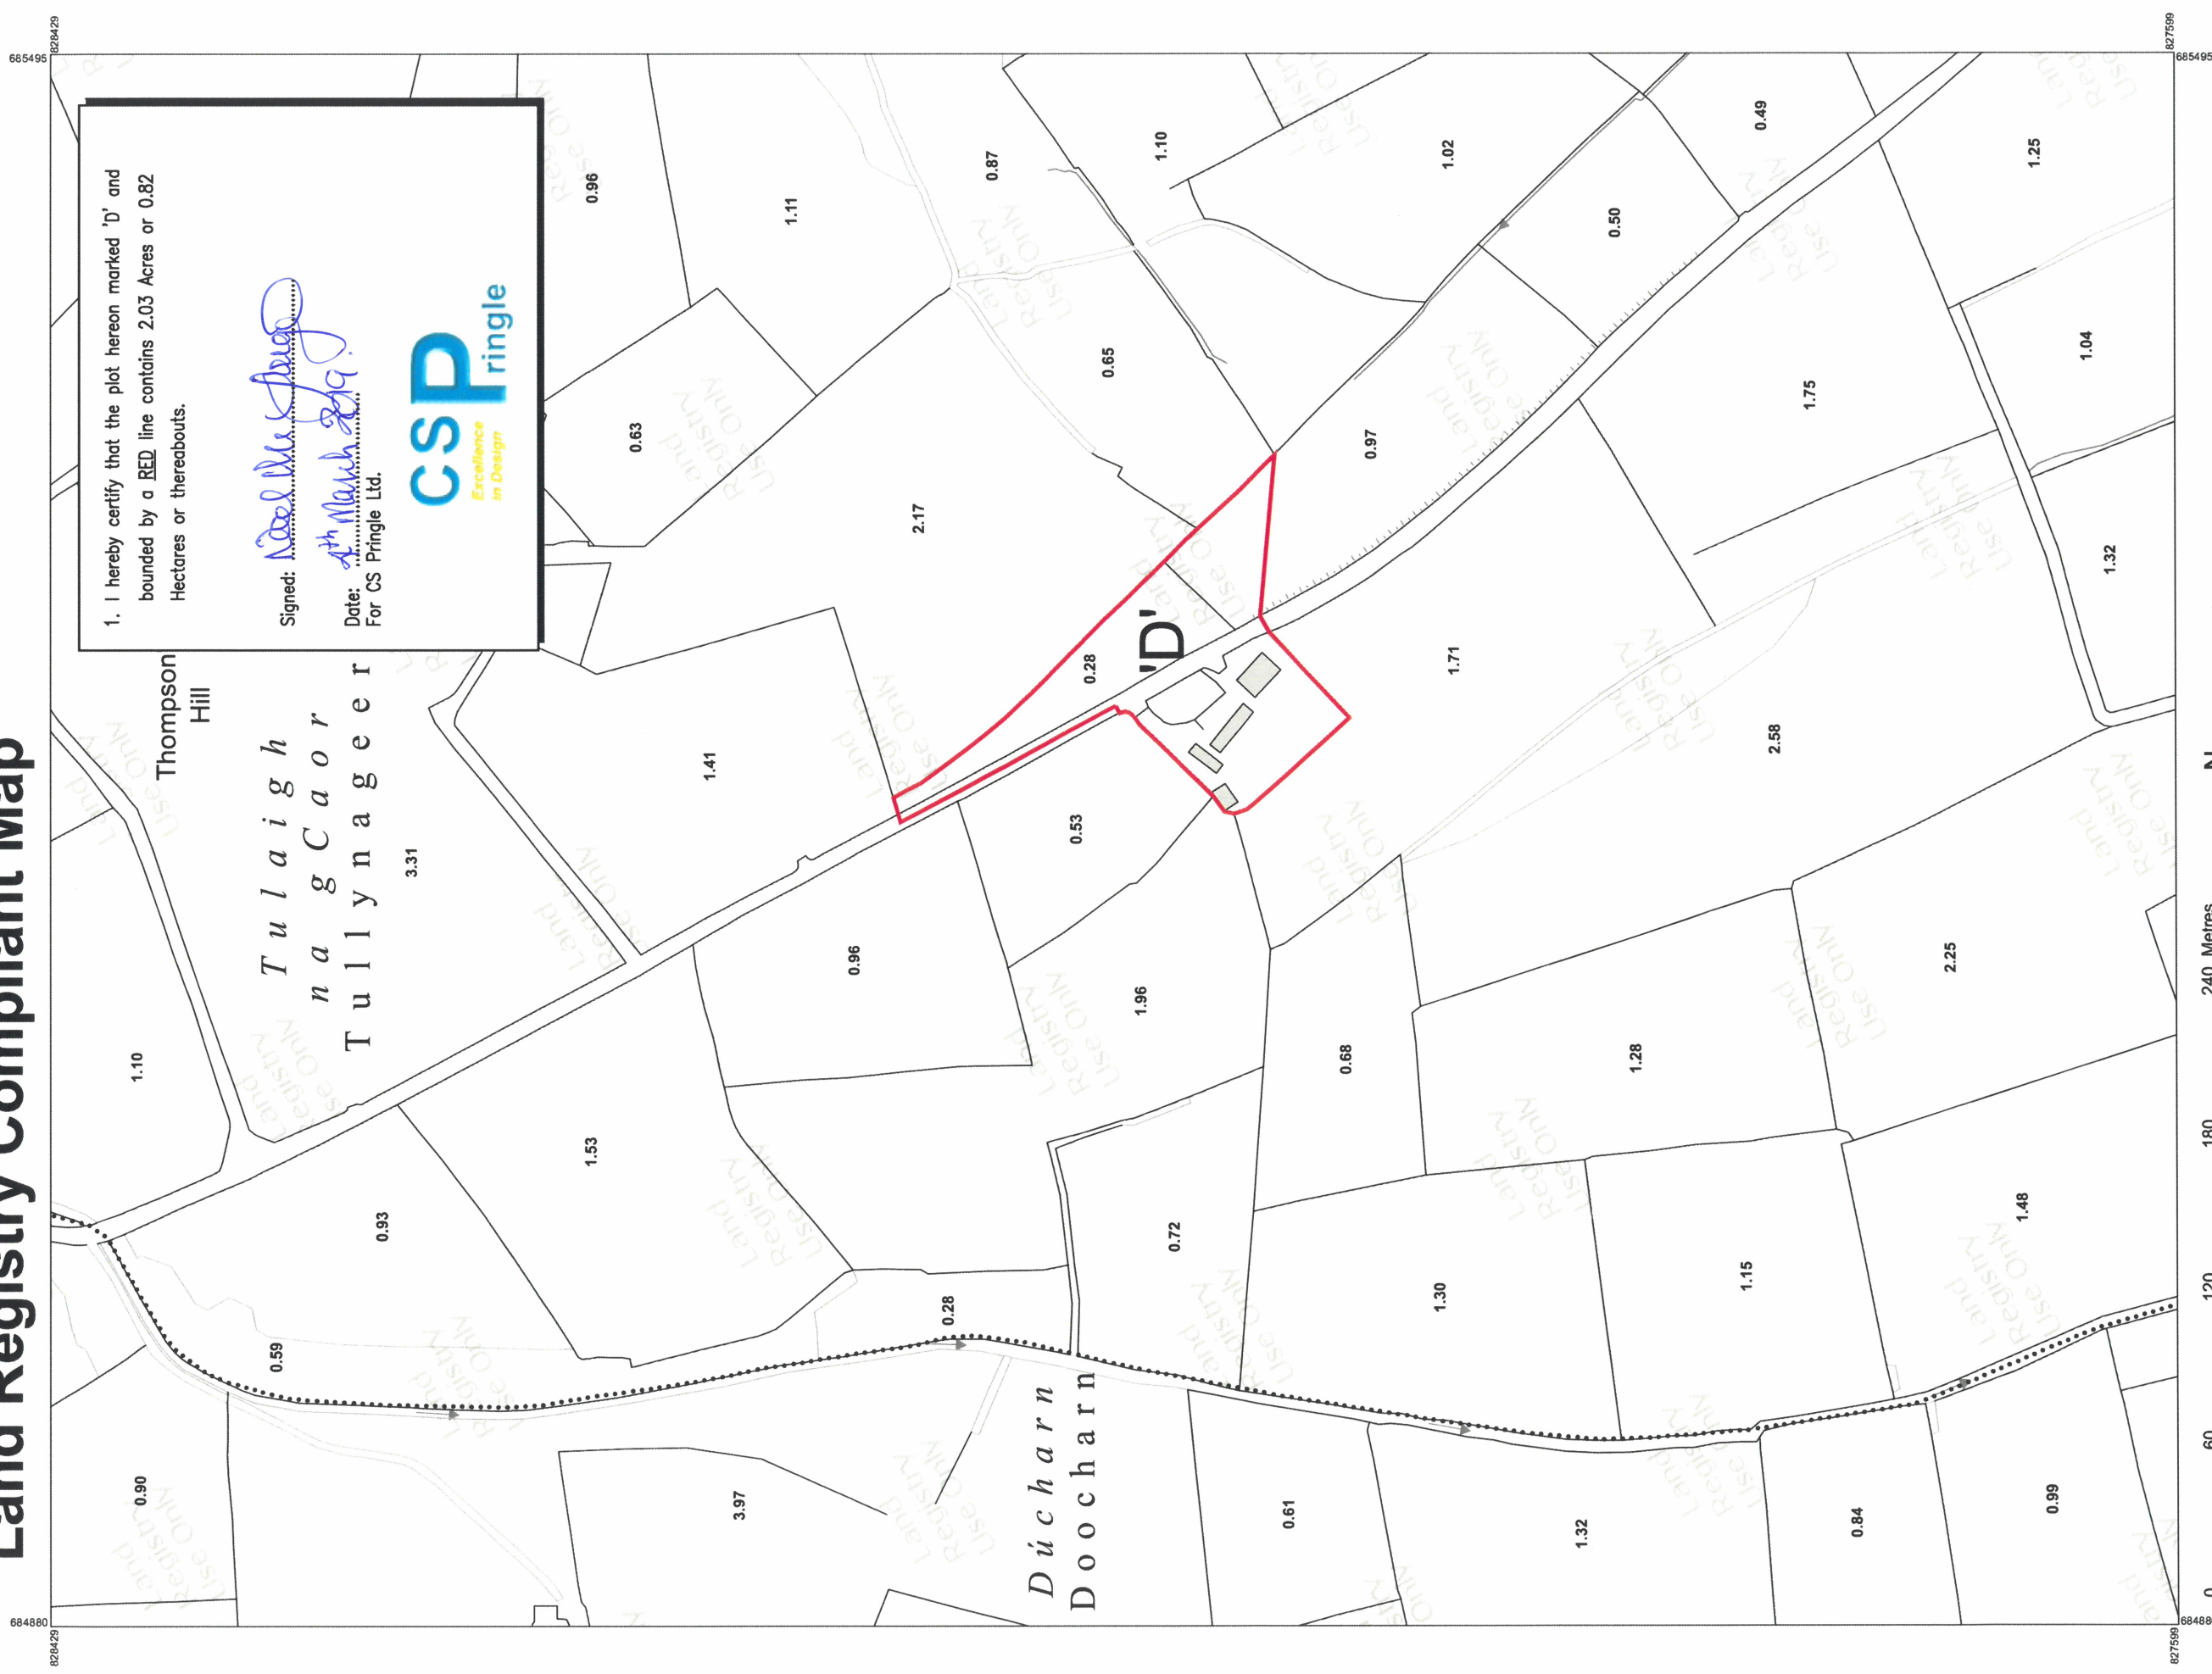 Land Registry Compliant Map
685495
828429
684880
828429
685495
827599
827599
1. I hereby certify that the plot hereon marked 'D' and
bounded by a RED line contains 2.03 Acres or 0.82
Hectares or thereabouts.
Signed:
Date: 4th March 2019.
For CS Pringle Ltd.
CSPringle
Excellence
in Design
Thompson
Hill
Tulaigh
na gCaor
Tullynageer
Dúcharn
Doocharn
'D'
1.10
3.31
0.93
0.59
0.90
3.97
1.53
0.28
0.96
1.41
0.63
0.96
1.11
2.17
0.87
1.10
1.02
0.65
0.28
0.53
1.96
0.72
0.61
0.68
1.30
1.32
1.28
1.15
0.84
0.99
1.48
2.25
2.58
1.71
0.97
0.50
0.49
1.75
1.25
1.04
1.32
0
60
120
180
240 Metres
Land
Registry
Use Only